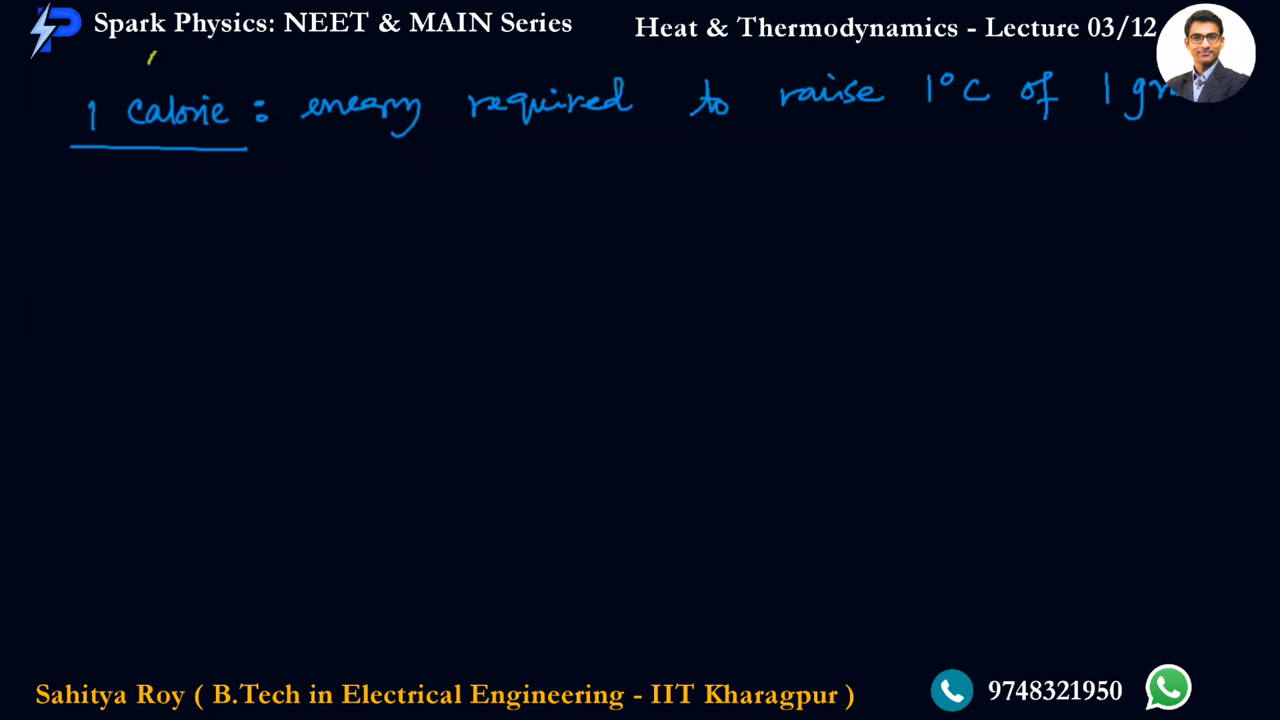 Spark Physics: NEET & MAIN Series
Heat & Thermodynamics - Lecture 03/12
1 calorie : energy required to raise 1°C of 1
Sahitya Roy ( B.Tech in Electrical Engineering - IIT Kharagpur )
9748321950